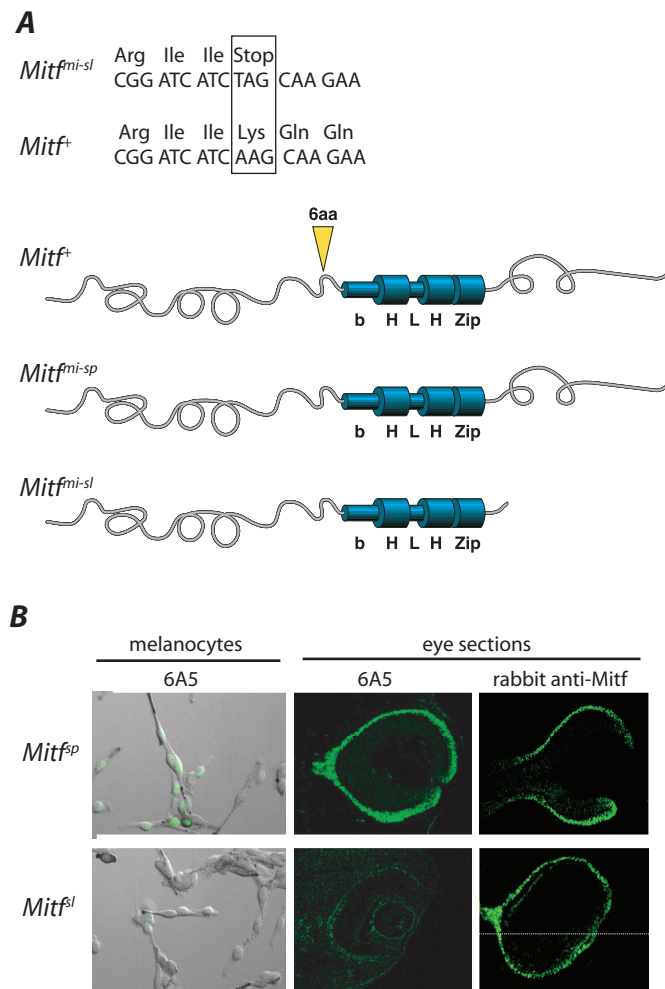 A
Arg Ile Ile Stop
Mitfmi-sl CGG ATC ATC TAG CAA GAA
Arg Ile Ile Lys Gln Gln
Mitf+ CGG ATC ATC AAG CAA GAA
6aa
Mitf+
b H L H Zip
Mitfmi-sp
b H L H Zip
Mitfmi-sl
b H L H Zip
B
melanocytes eye sections
6A5 6A5 rabbit anti-Mitf
Mitfsp
Mitfsl